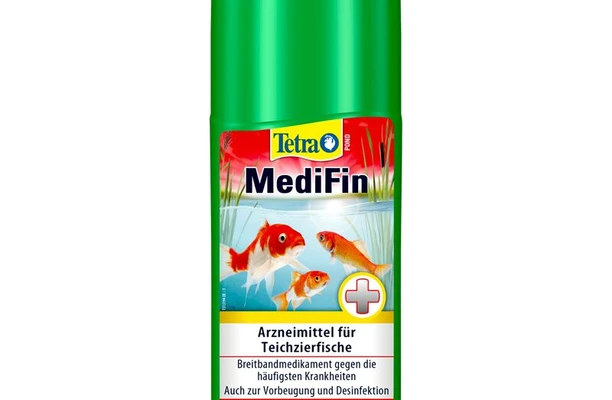 Tetra
POND
MediFin
Arzneimittel für
Teichzierfische
Breitbandmedikament gegen die
häufigsten Krankheiten
Auch zur Vorbeugung und Desinfektion